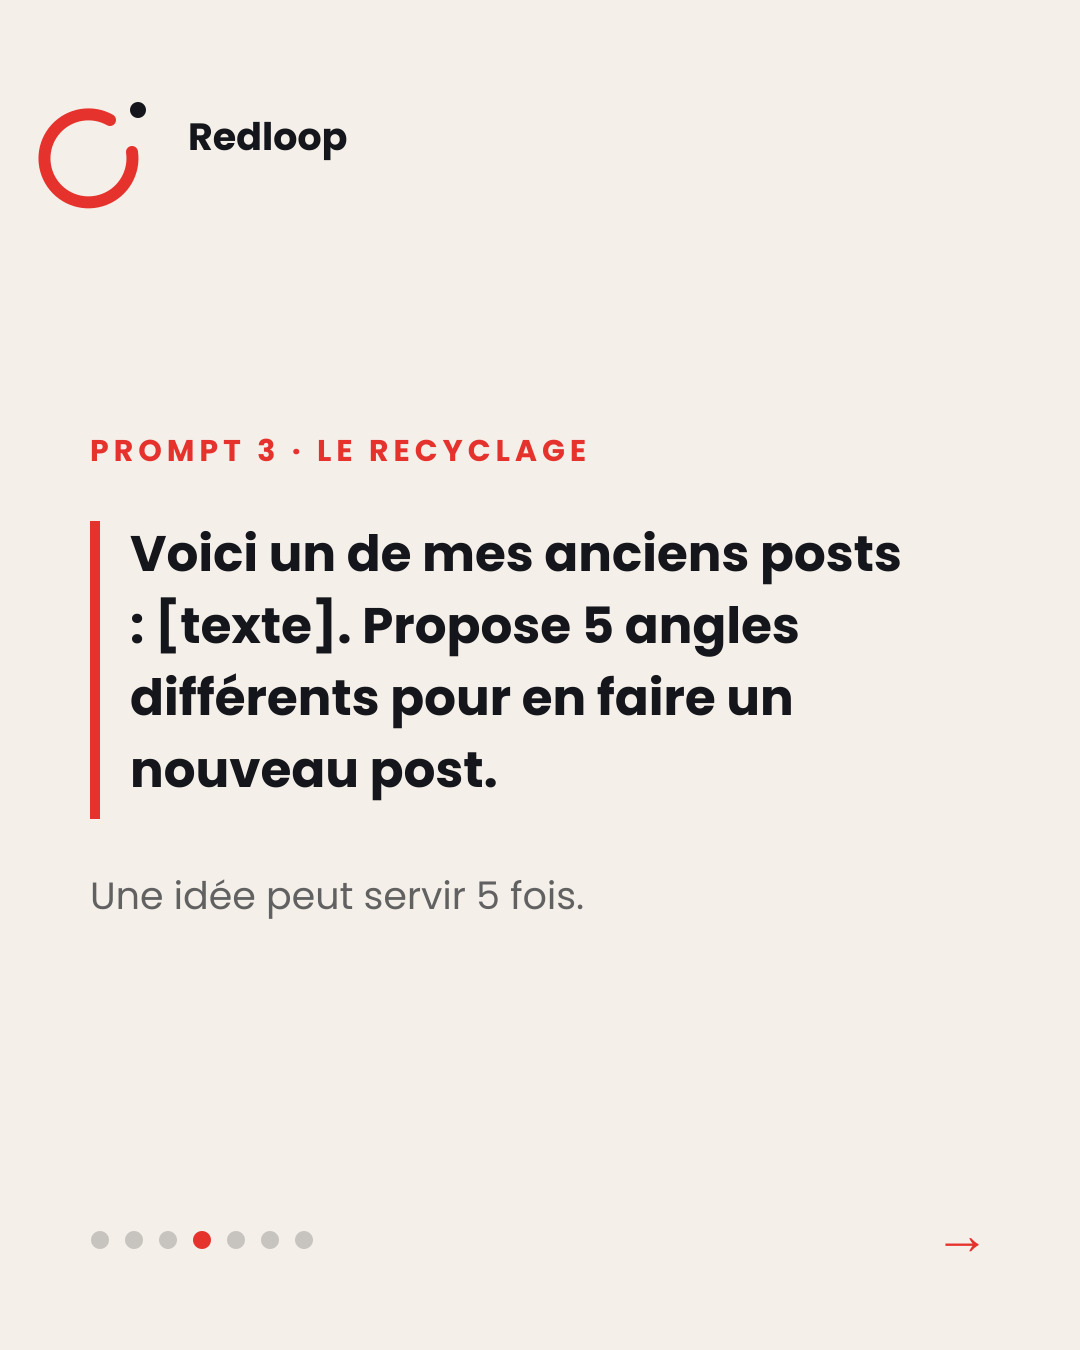 Redloop
PROMPT 3 · LE RECYCLAGE
Voici un de mes anciens posts
: [texte]. Propose 5 angles
différents pour en faire un
nouveau post.
Une idée peut servir 5 fois.
→